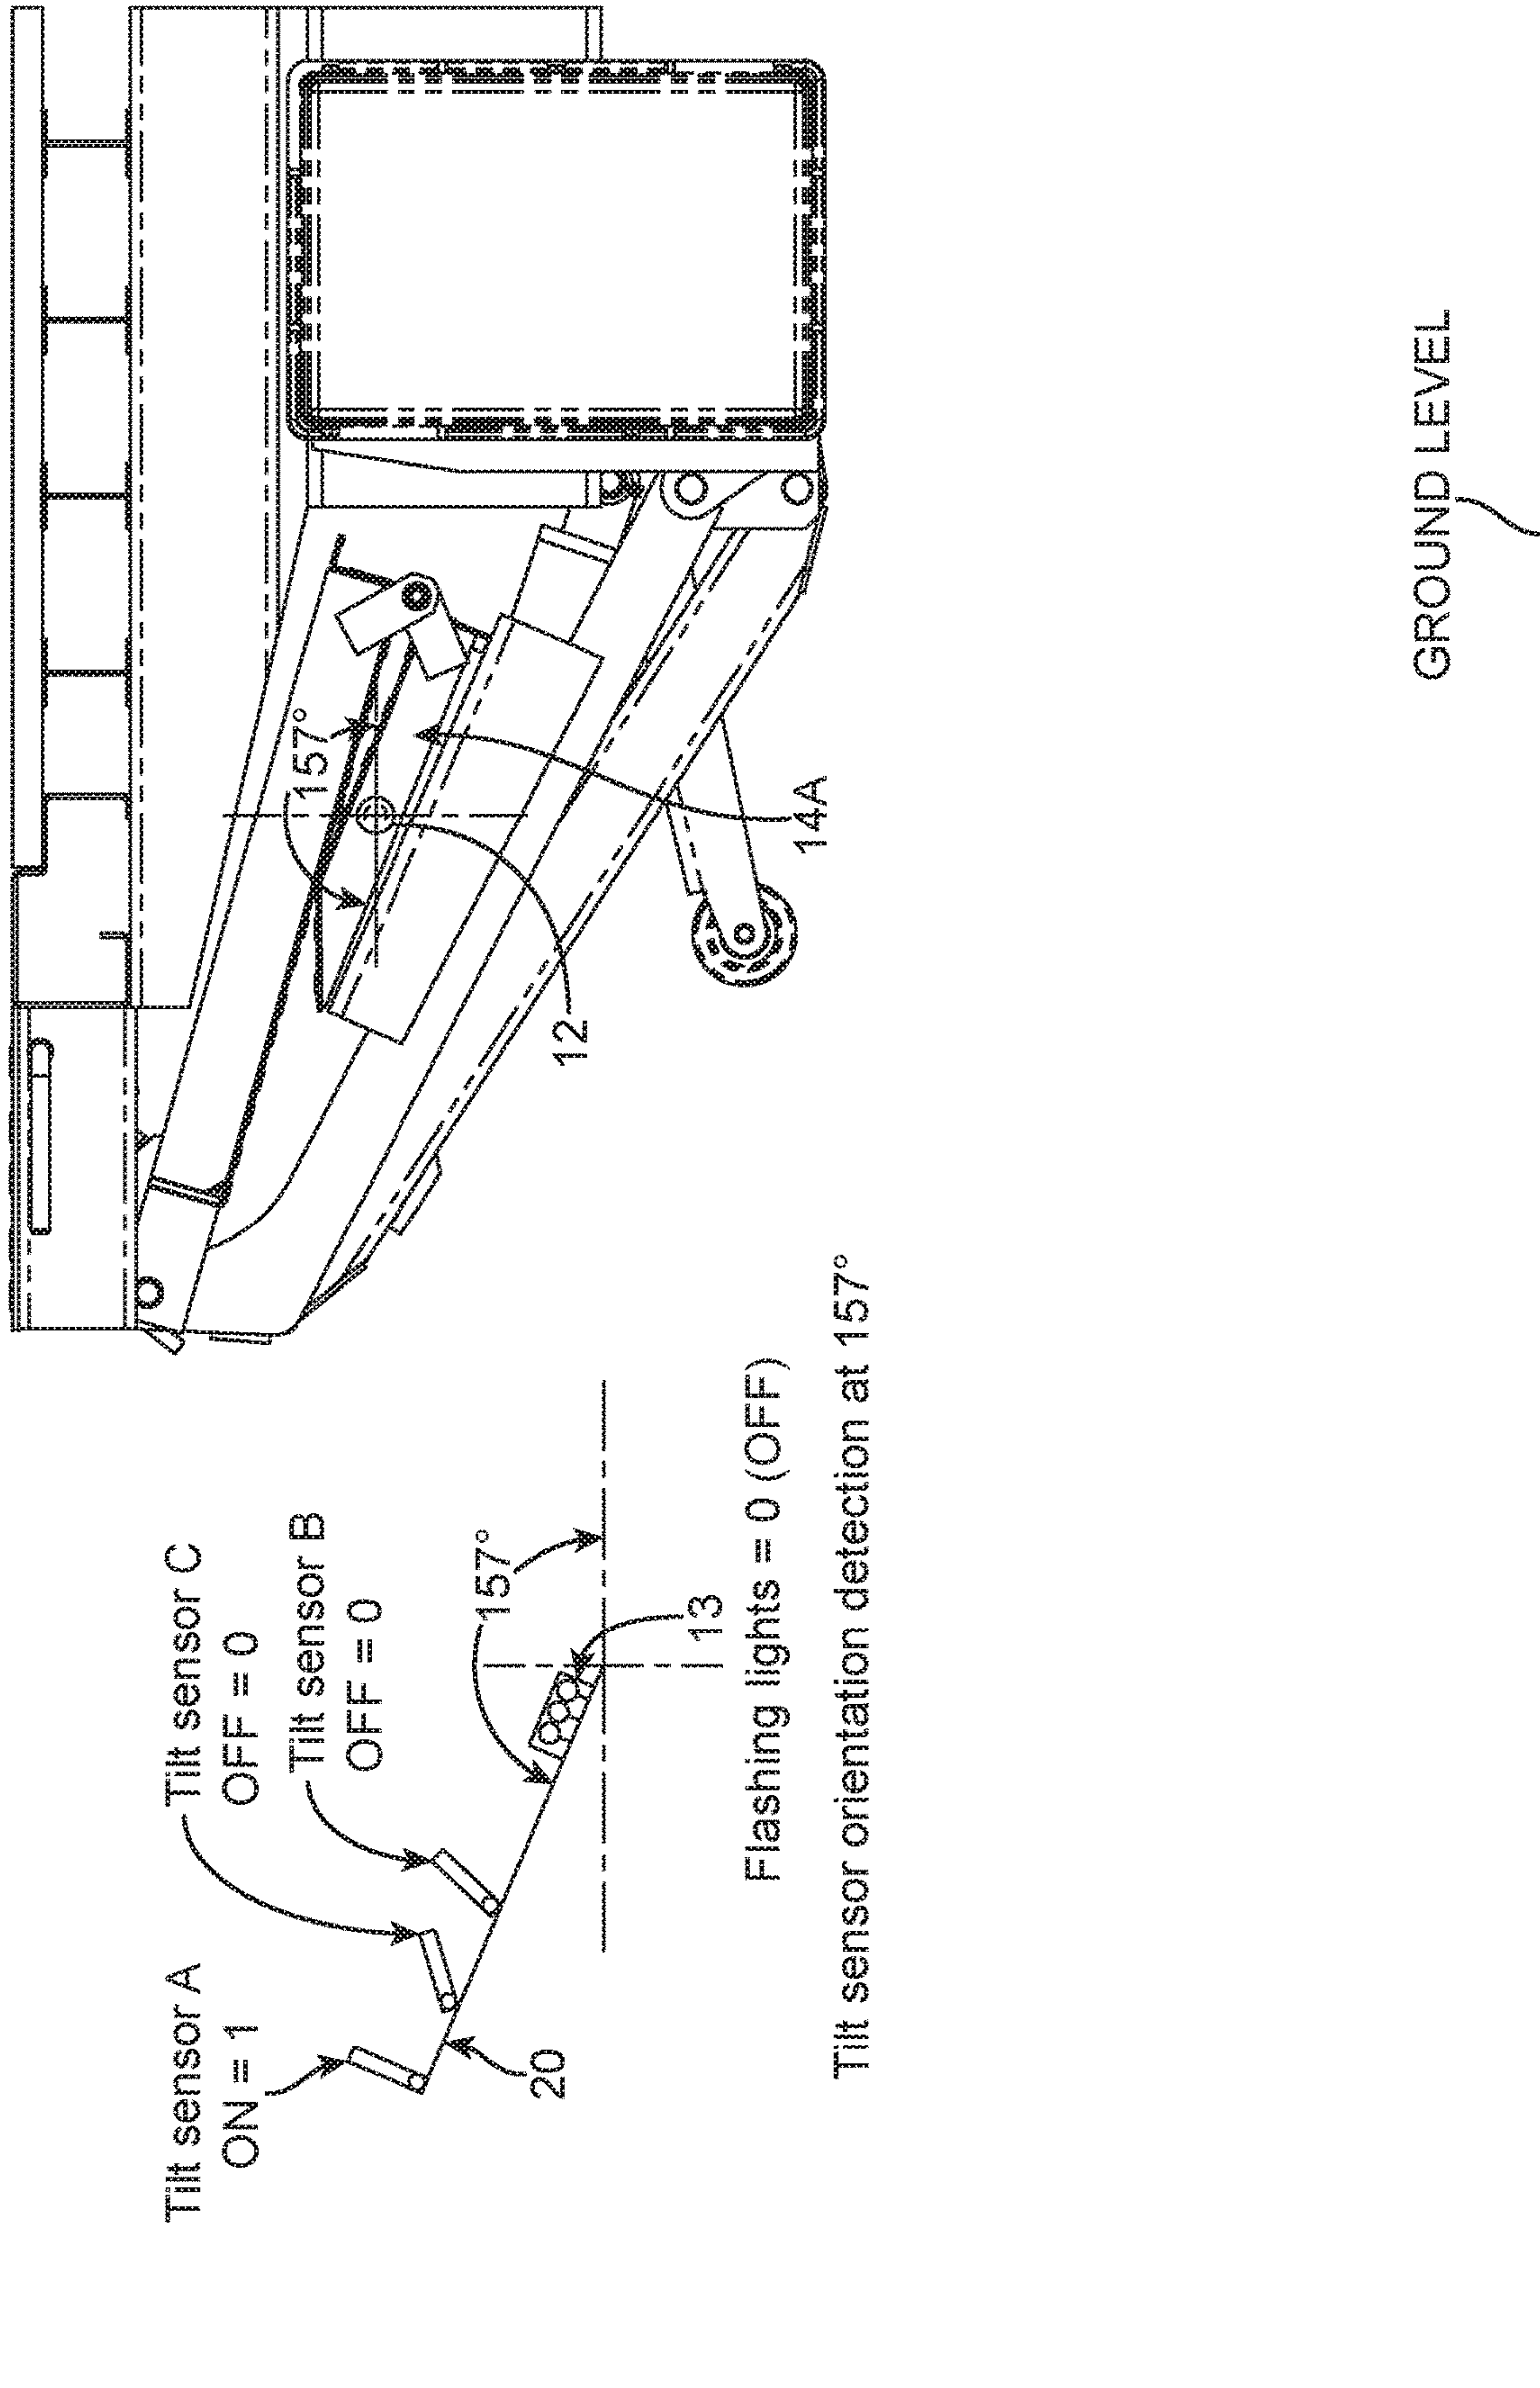 Tilt sensor A
ON = 1
Tilt sensor C
OFF = 0
Tilt sensor B
OFF = 0
157°
20
13
Flashing lights = 0 (OFF)
Tilt sensor orientation detection at 157°
157°
12
14A
GROUND LEVEL